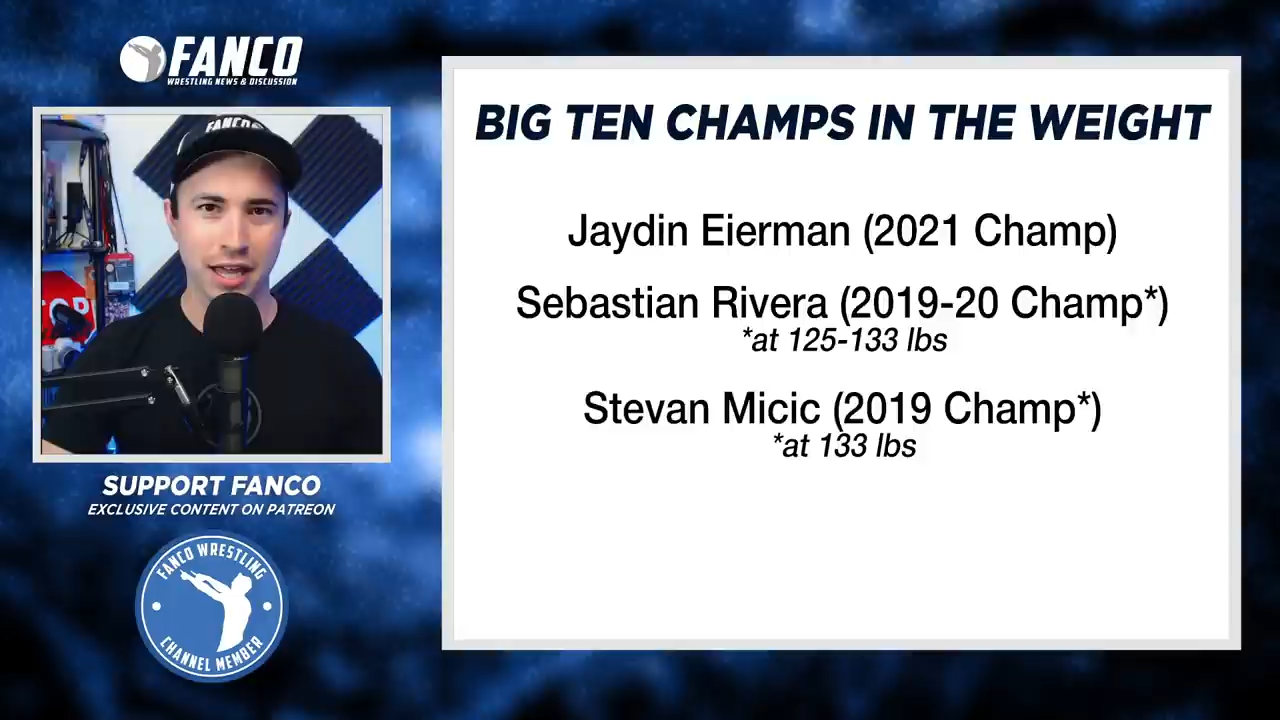 FANCO
WRESTLING NEWS & DISCUSSION
FANCO
BIG TEN CHAMPS IN THE WEIGHT
Jaydin Eierman (2021 Champ)
Sebastian Rivera (2019-20 Champ*)
*at 125-133 lbs
Stevan Micic (2019 Champ*)
*at 133 lbs
SUPPORT FANCO
EXCLUSIVE CONTENT ON PATREON
FANCO WRESTLING
CHANNEL MEMBER